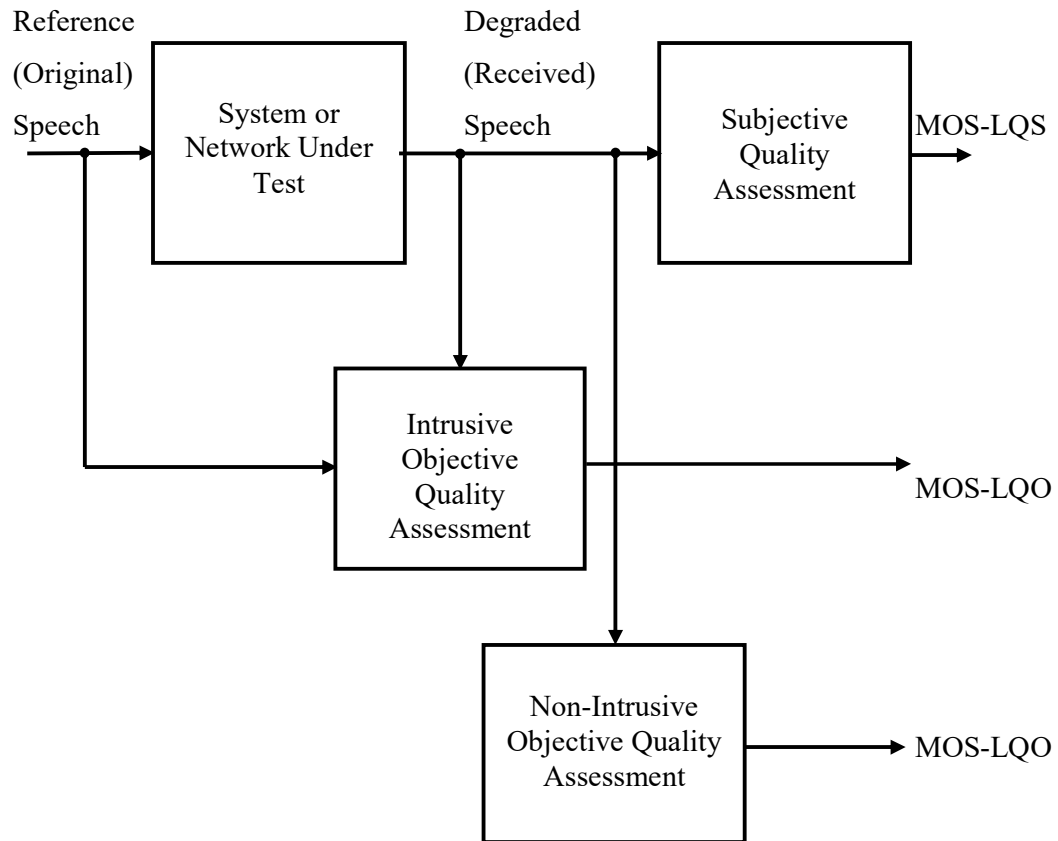 Reference
(Original)
Speech
System or
Network Under
Test
Degraded
(Received)
Speech
Subjective
Quality
Assessment
MOS-LQS
Intrusive
Objective
Quality
Assessment
MOS-LQO
Non-Intrusive
Objective Quality
Assessment
MOS-LQO